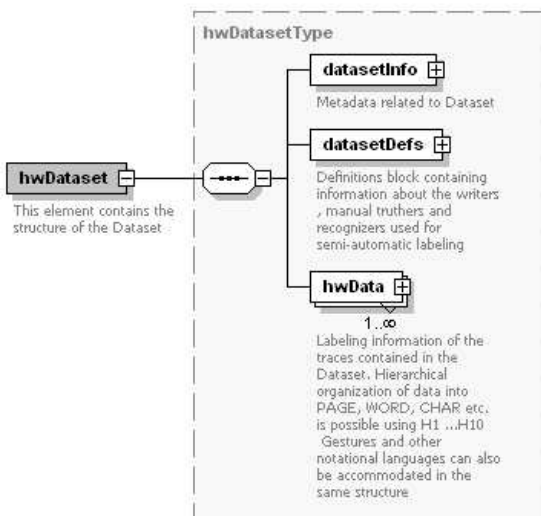 hwDatasetType
datasetInfo
Metadata related to Dataset
datasetDefs
Definitions block containing
information about the writers
, manual truthers and
recognizers used for
semi-automatic labeling
hwDataset
This element contains the
structure of the Dataset
hwData
1..∞
Labeling information of the
traces contained in the
Dataset. Hierarchical
organization of data into
PAGE, WORD, CHAR etc.
is possible using H1 ...H10
Gestures and other
notational languages can also
be accommodated in the
same structure